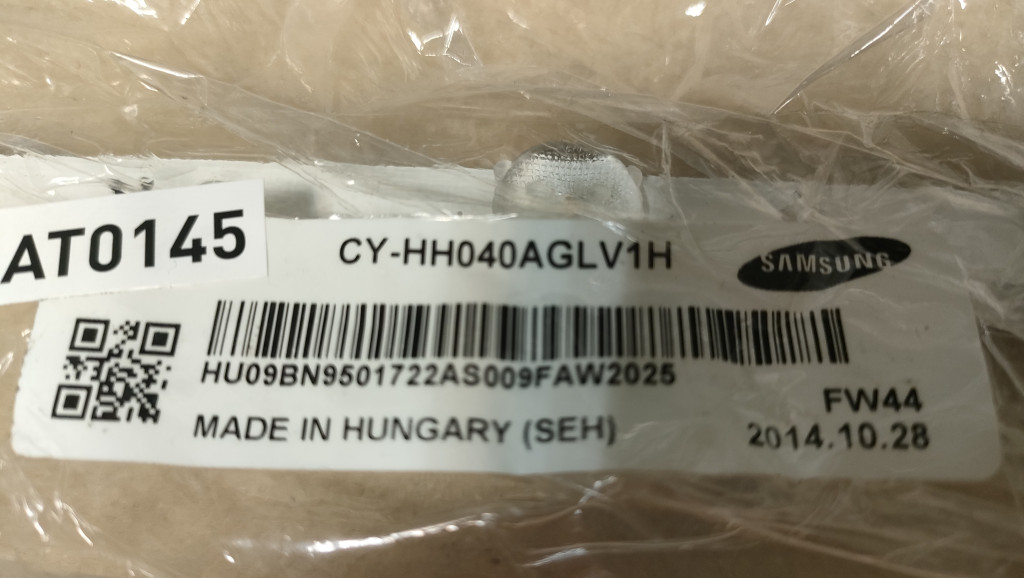 AT0145
CY-HH040AGLV1H
SAMSUNG
HU09BN9501722AS009FAW2025
FW44
MADE IN HUNGARY (SEH)
2014.10.28